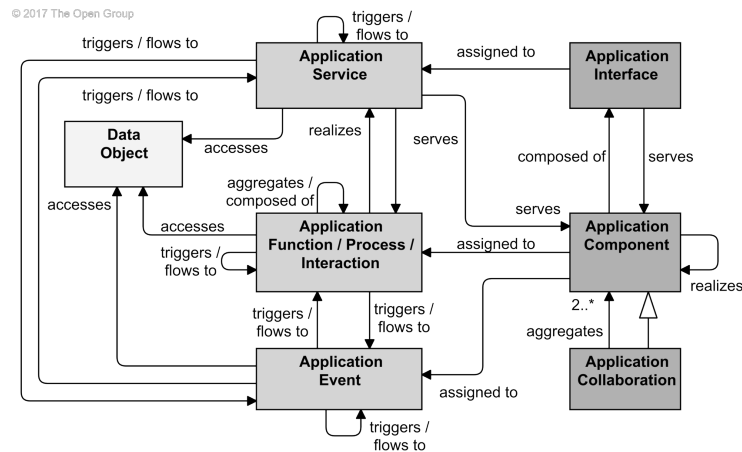 © 2017 The Open Group
triggers /
flows to
triggers / flows to
Application
Service
assigned to
Application
Interface
triggers / flows to
Data
Object
accesses
realizes
serves
composed of
serves
aggregates /
composed of
accesses
serves
accesses
Application
Function / Process /
Interaction
assigned to
Application
Component
triggers /
flows to
realizes
2..*
triggers /
flows to
triggers /
flows to
aggregates
Application
Event
Application
Collaboration
assigned to
triggers /
flows to